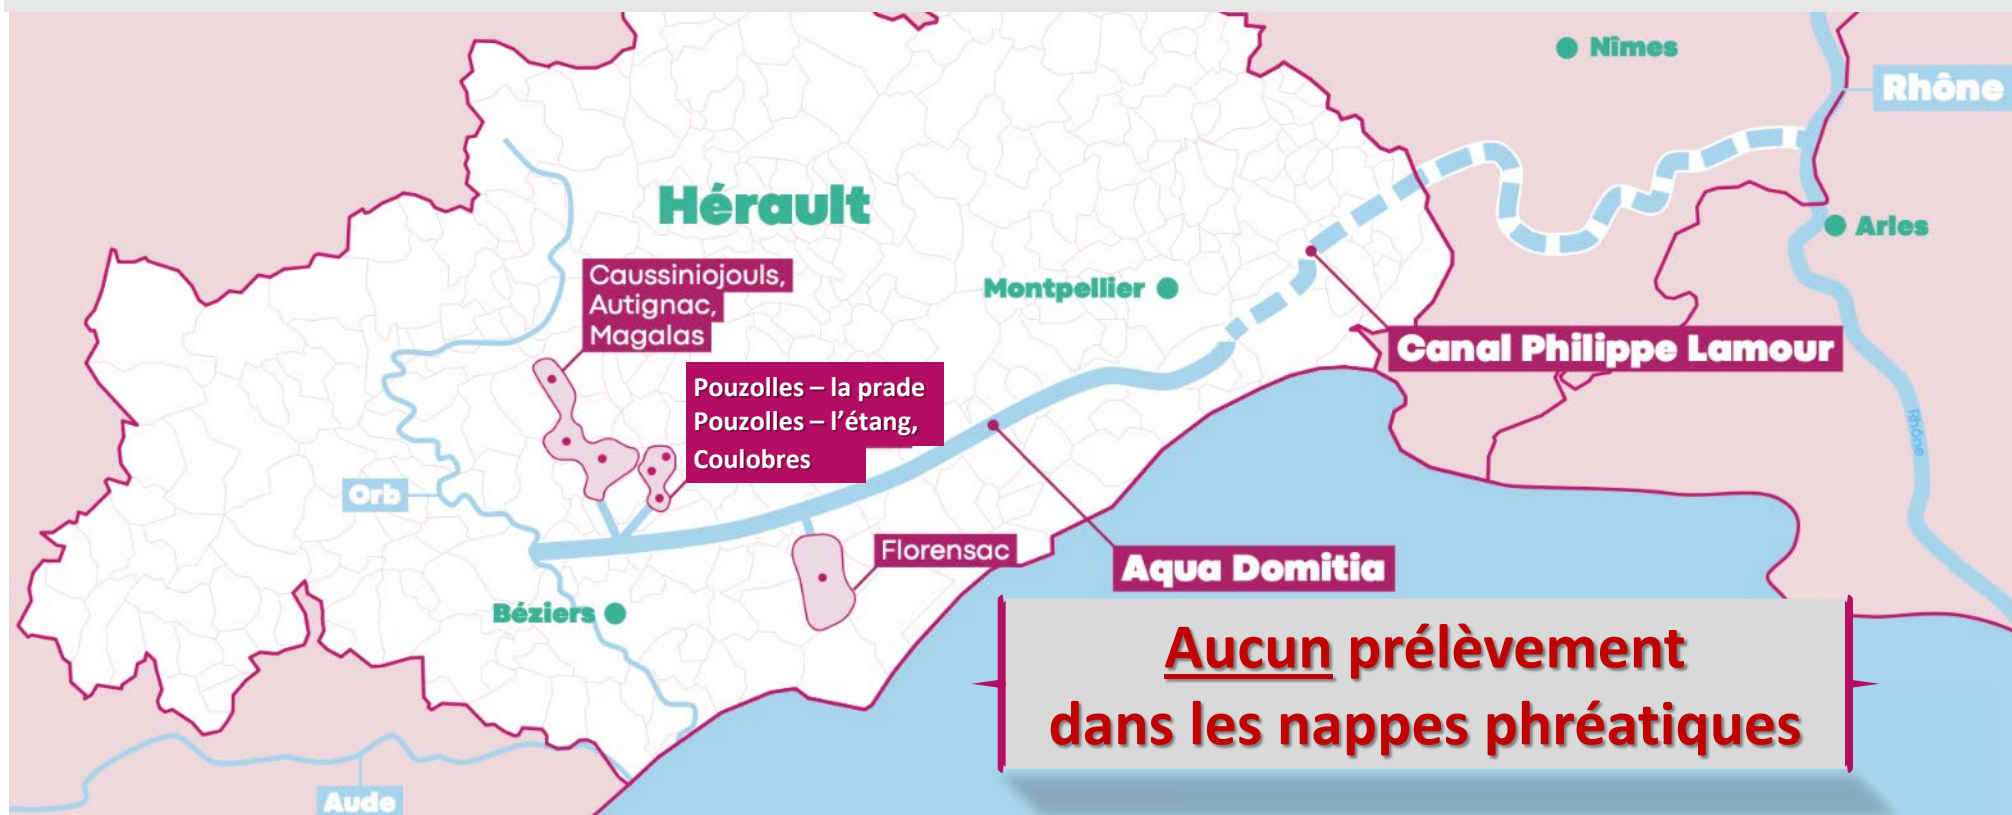 Nîmes
Rhône
Hérault
Arles
Caussiniojouls,
Autignac,
Magalas
Montpellier
Canal Philippe Lamour
Pouzolles – la prade
Pouzolles – l’étang,
Coulobres
Rhône
Orb
Florensac
Aqua Domitia
Béziers
Aucun prélèvement
dans les nappes phréatiques
Aude